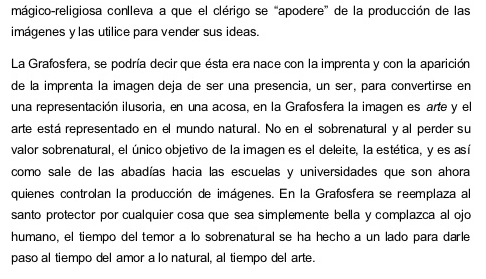 mágico-religiosa conlleva a que el clérigo se “apodere” de la producción de las
imágenes y las utilice para vender sus ideas.
La Grafosfera, se podría decir que ésta era nace con la imprenta y con la aparición
de la imprenta la imagen deja de ser una presencia, un ser, para convertirse en
una representación ilusoria, en una acosa, en la Grafosfera la imagen es arte y el
arte está representado en el mundo natural. No en el sobrenatural y al perder su
valor sobrenatural, el único objetivo de la imagen es el deleite, la estética, y es así
como sale de las abadías hacia las escuelas y universidades que son ahora
quienes controlan la producción de imágenes. En la Grafosfera se reemplaza al
santo protector por cualquier cosa que sea simplemente bella y complazca al ojo
humano, el tiempo del temor a lo sobrenatural se ha hecho a un lado para darle
paso al tiempo del amor a lo natural, al tiempo del arte.